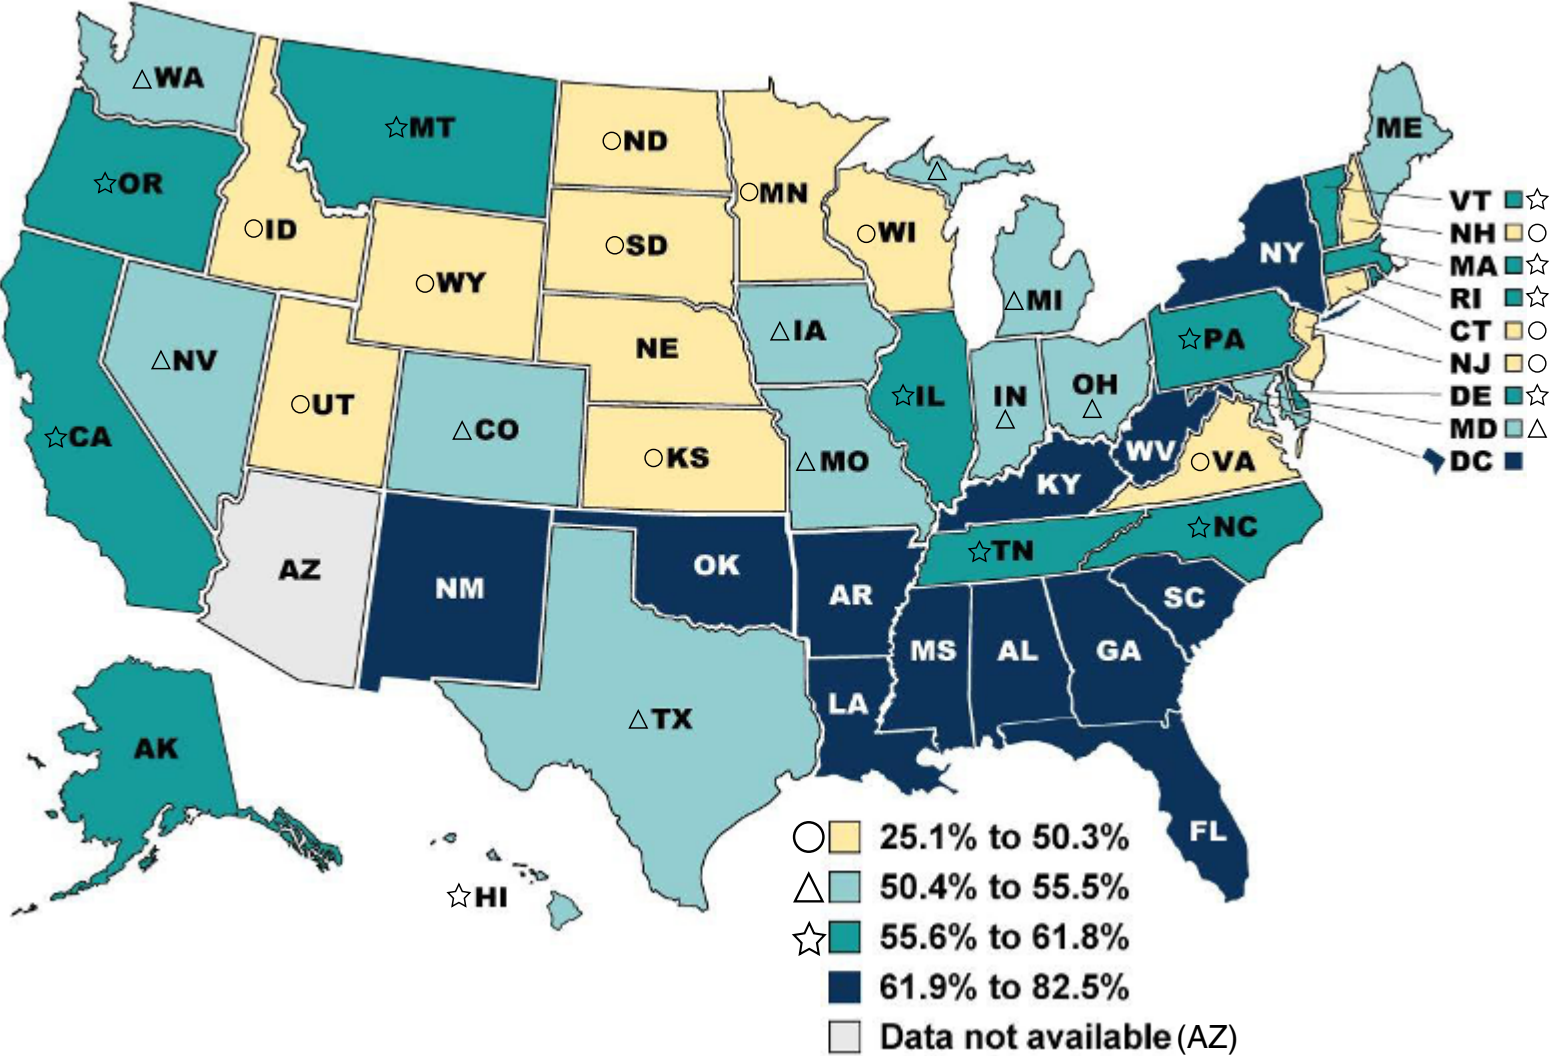 WA
MT
ND
MN
ME
OR
ID
SD
WI
VT
NH
NY
MA
WY
MI
RI
IA
CT
NE
PA
NV
NJ
UT
IL
IN
OH
DE
CO
MD
CA
KS
MO
WV
VA
DC
KY
NC
TN
AZ
NM
OK
AR
SC
MS
AL
GA
LA
TX
AK
FL
HI
25.1% to 50.3%
50.4% to 55.5%
55.6% to 61.8%
61.9% to 82.5%
Data not available (AZ)